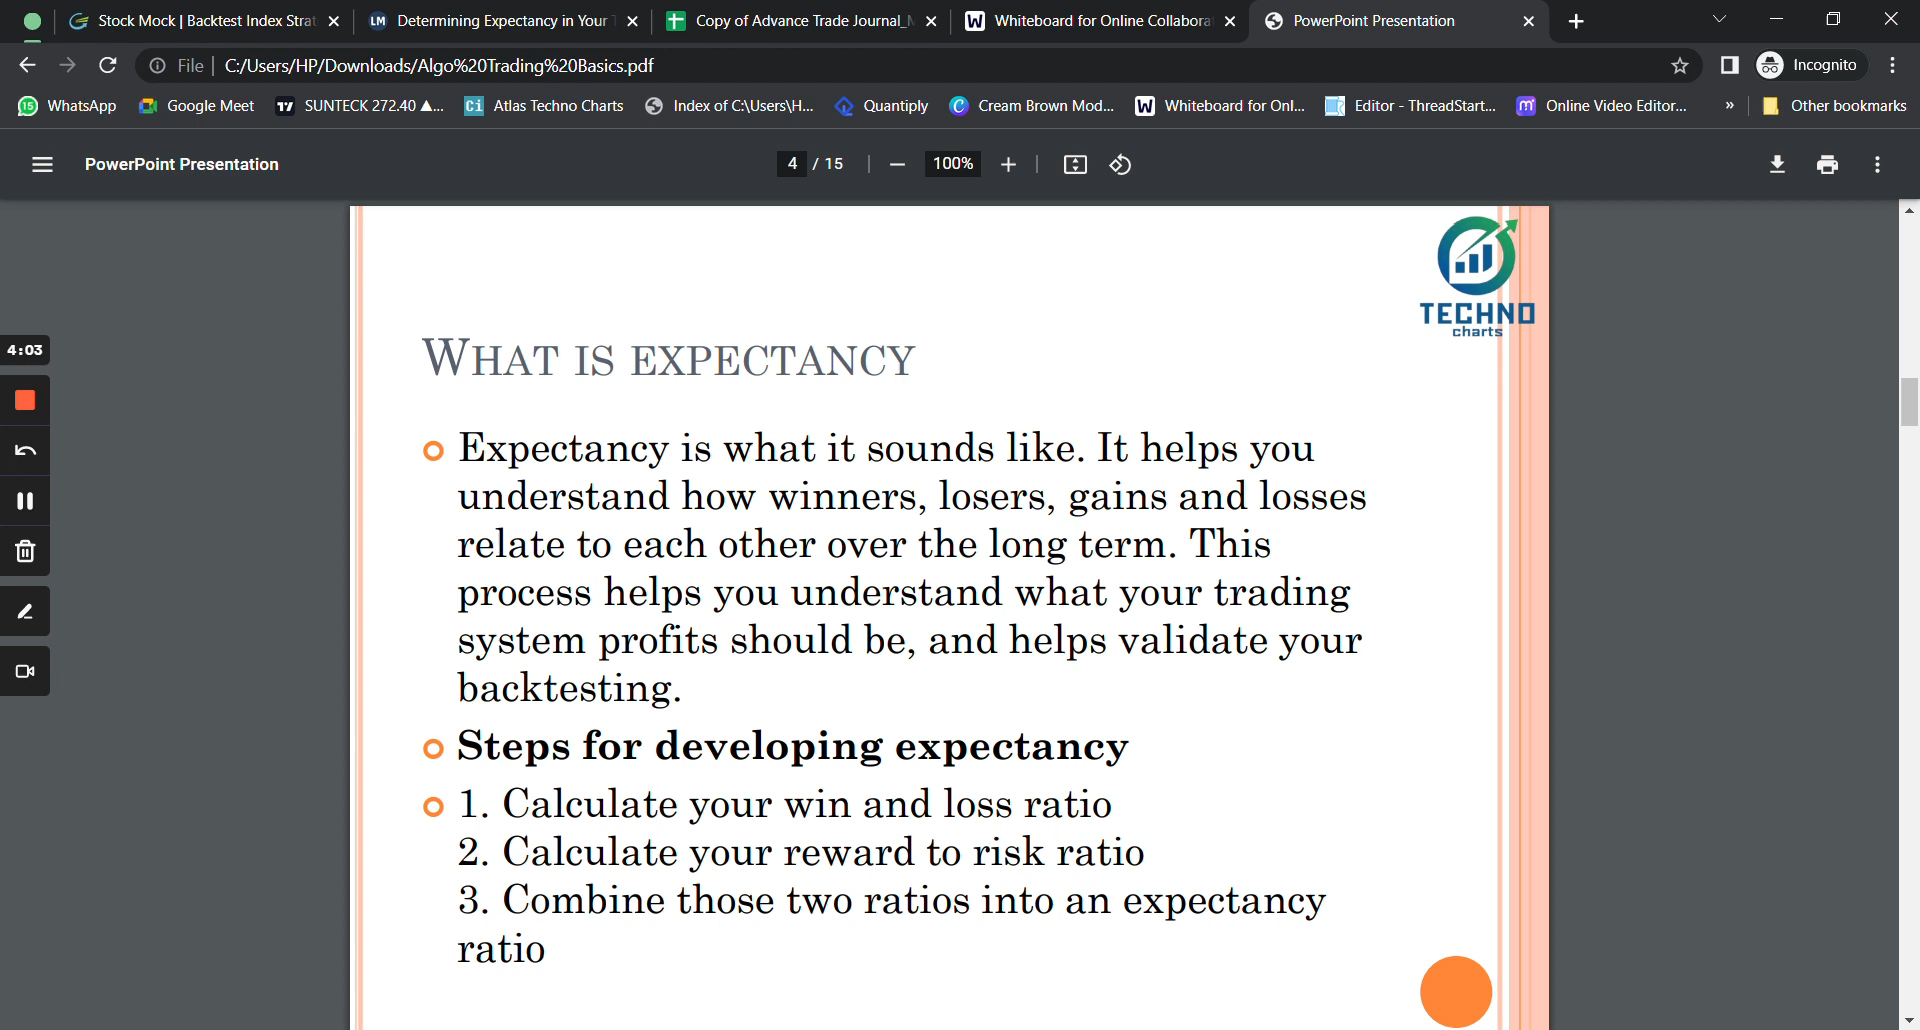 Stock Mock | Backtest Index Strat
LM Determining Expectancy in Your T
Copy of Advance Trade Journal_N
W Whiteboard for Online Collabora
PowerPoint Presentation
File | C:/Users/HP/Downloads/Algo%20Trading%20Basics.pdf
Incognito
15 WhatsApp
Google Meet
SUNTECK 272.40 ▲...
Ci Atlas Techno Charts
Index of C:\Users\H...
Quantiply
C Cream Brown Mod...
W Whiteboard for Onl...
Editor - ThreadStart...
m Online Video Editor...
»
Other bookmarks
PowerPoint Presentation
4 / 15
100%
TECHNO
charts
4:03
WHAT IS EXPECTANCY
Expectancy is what it sounds like. It helps you
understand how winners, losers, gains and losses
relate to each other over the long term. This
process helps you understand what your trading
system profits should be, and helps validate your
backtesting.
Steps for developing expectancy
1. Calculate your win and loss ratio
2. Calculate your reward to risk ratio
3. Combine those two ratios into an expectancy
ratio